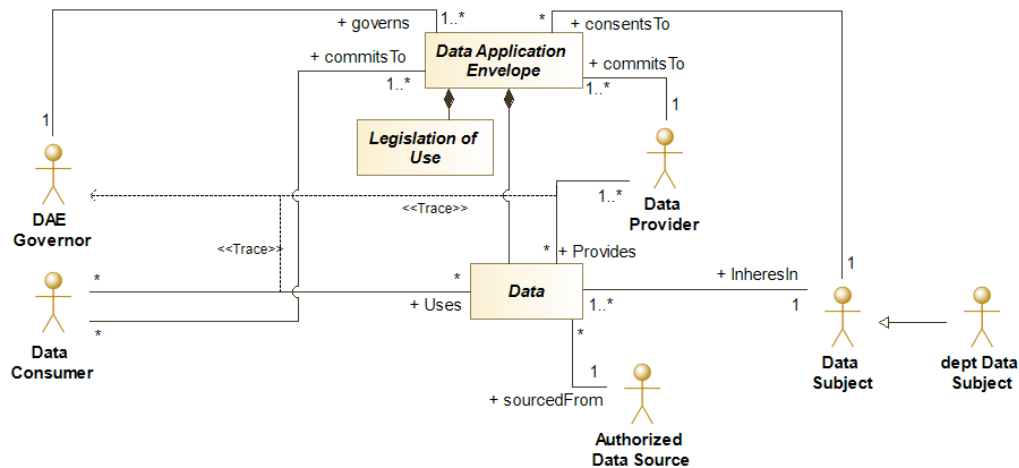 + governs
1..*
*
+ consentsTo
+ commitsTo
Data Application
Envelope
+ commitsTo
1..*
1..*
1
1
Legislation of
Use
DAE
Governor
<<Trace>>
1..*
Data
Provider
<<Trace>>
*
+ Provides
*
*
+ InheresIn
1
Data
+ Uses
1..*
1
*
*
Data
Consumer
Data
Subject
dept Data
Subject
1
+ sourcedFrom
Authorized
Data Source